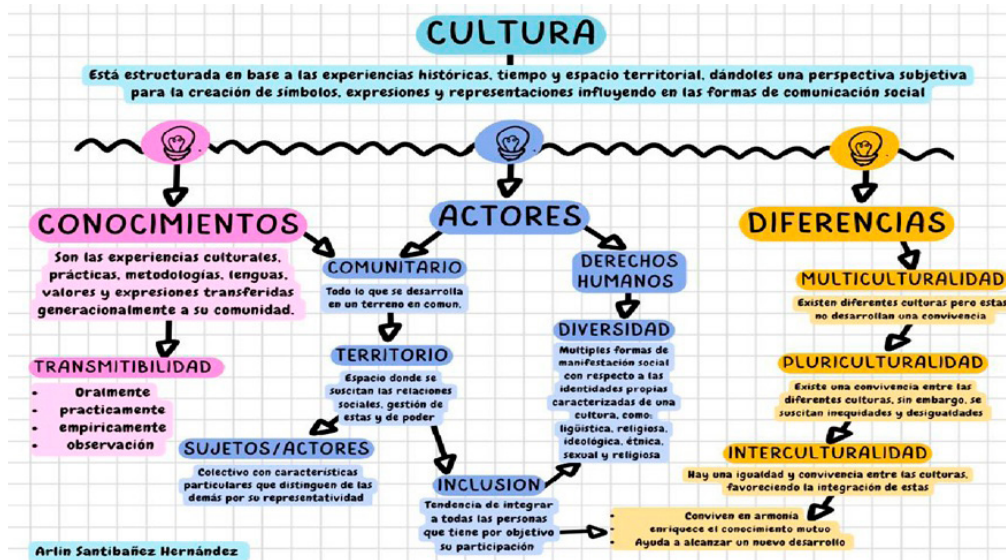 CULTURA
Está estructurada en base a las experiencias históricas, tiempo y espacio territorial, dándoles una perspectiva subjetiva
para la creación de símbolos, expresiones y representaciones influyendo en las formas de comunicación social
CONOCIMIENTOS
Son las experiencias culturales,
prácticas, metodologías, lenguas,
valores y expresiones transferidas
generacionalmente a su comunidad.
TRANSMITIBILIDAD
• Oralmente
• practicamente
• empíricamente
• observación
ACTORES
COMUNITARIO
Todo lo que se desarrolla
en un terreno en comun.
TERRITORIO
Espacio donde se
suscitan las relaciones
sociales, gestión de
estas y de poder
SUJETOS/ACTORES
Colectivo con características
particulares que distinguen de las
demás por su representatividad
INCLUSION
Tendencia de integrar
a todas las personas
que tiene por objetivo
su participación
DERECHOS
HUMANOS
DIVERSIDAD
Multiples formas de
manifestación social
con respecto a las
identidades propias
caracterizadas de una
cultura, como:
ligüistica, religiosa,
ideológica, étnica,
sexual y religiosa
DIFERENCIAS
MULTICULTURALIDAD
Existen diferentes culturas pero estas
no desarrollan una convivencia
PLURICULTURALIDAD
Existe una convivencia entre las
diferentes culturas, sin embargo, se
suscitan inequidades y desigualdades
INTERCULTURALIDAD
Hay una igualdad y convivencia entre las culturas,
favoreciendo la integración de estas
• Conviven en armonía
• enriquece el conocimiento mutuo
• Ayuda a alcanzar un nuevo desarrollo
Arlin Santibañez Hernández